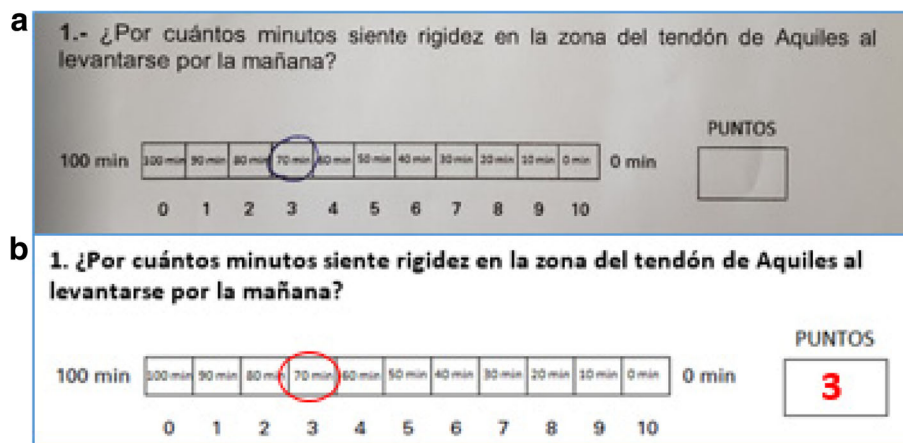 a
1.- ¿Por cuántos minutos siente rigidez en la zona del tendón de Aquiles al
levantarse por la mañana?
PUNTOS
100 min 100 min 90 min 80 min 70 min 60 min 50 min 40 min 30 min 20 min 10 min 0 min 0 min
0 1 2 3 4 5 6 7 8 9 10
b
1. ¿Por cuántos minutos siente rigidez en la zona del tendón de Aquiles al
levantarse por la mañana?
PUNTOS
100 min 100 min 90 min 80 min 70 min 60 min 50 min 40 min 30 min 20 min 10 min 0 min 0 min
3
0 1 2 3 4 5 6 7 8 9 10